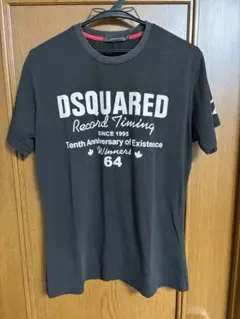 DSQUARED
Record Timing
SINCE 1995
Tenth Anniversary of Existence
Winners
64